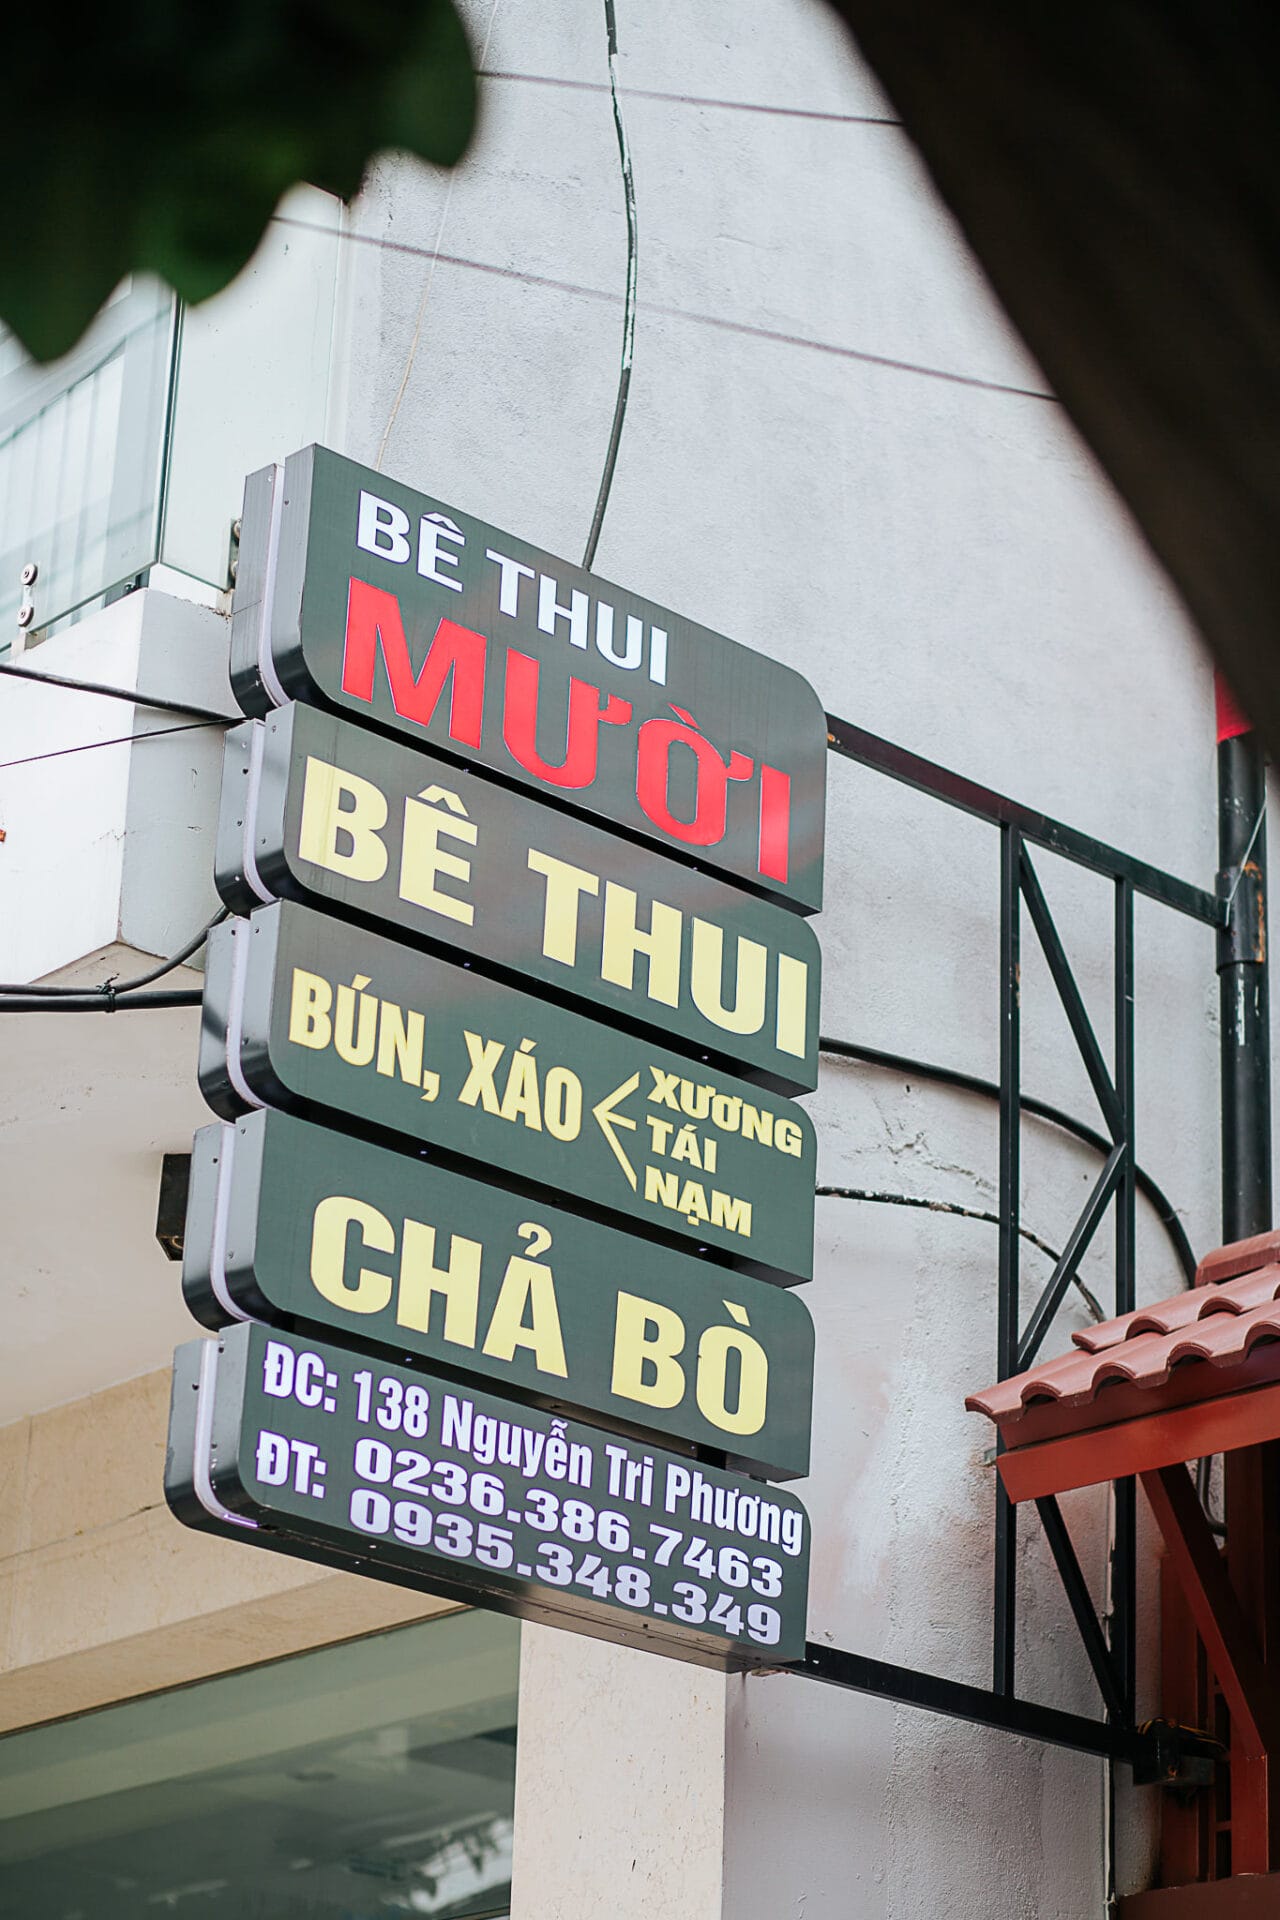 BÊ THUI
MƯỜI
BÊ THUI
BÚN, XÁO
XƯƠNG
TÁI
NẠM
CHẢ BÒ
ĐC: 138 Nguyễn Tri Phương
ĐT: 0236.386.7463
0935.348.349